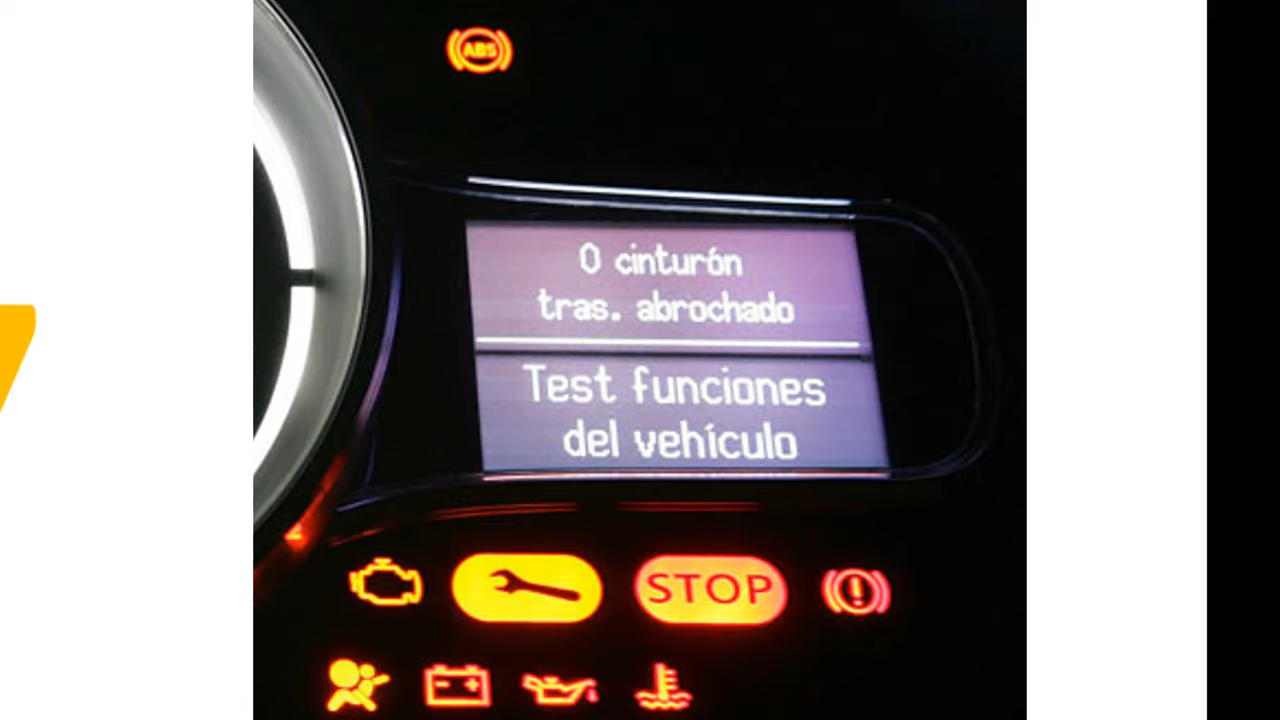 ABS
0 cinturón
tras. abrochado
Test funciones
del vehículo
STOP